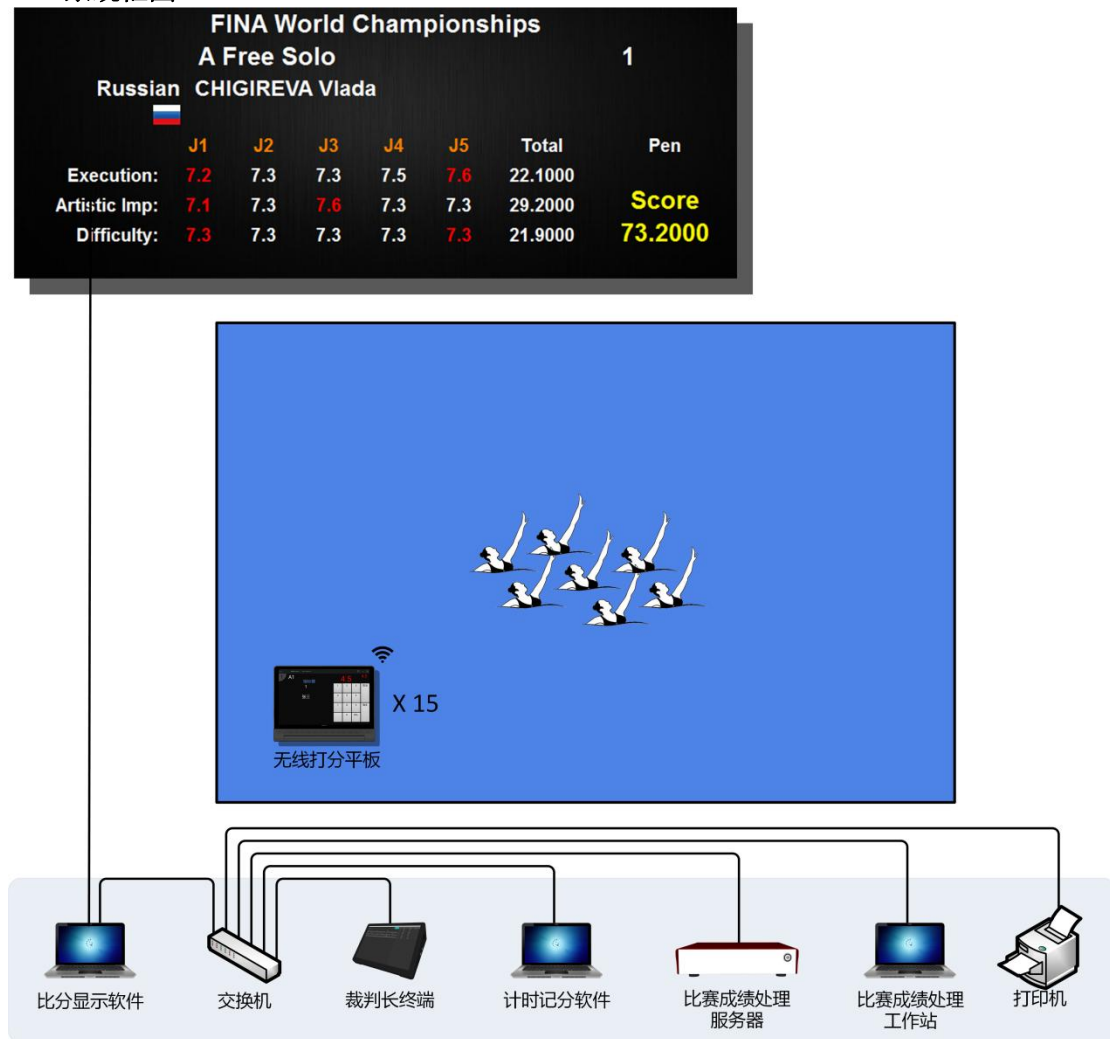 FINA World Championships
A Free Solo 1
Russian CHIGIREVA Vlada
J1 J2 J3 J4 J5 Total Pen
Execution: 7.2 7.3 7.3 7.5 7.6 22.1000
Artistic Imp: 7.1 7.3 7.6 7.3 7.3 29.2000
Score
Difficulty: 7.3 7.3 7.3 7.3 7.3 21.9000 73.2000
A1
X 15
无线打分平板
比分显示软件
交换机
裁判长终端
计时记分软件
比赛成绩处理
服务器
比赛成绩处理
工作站
打印机